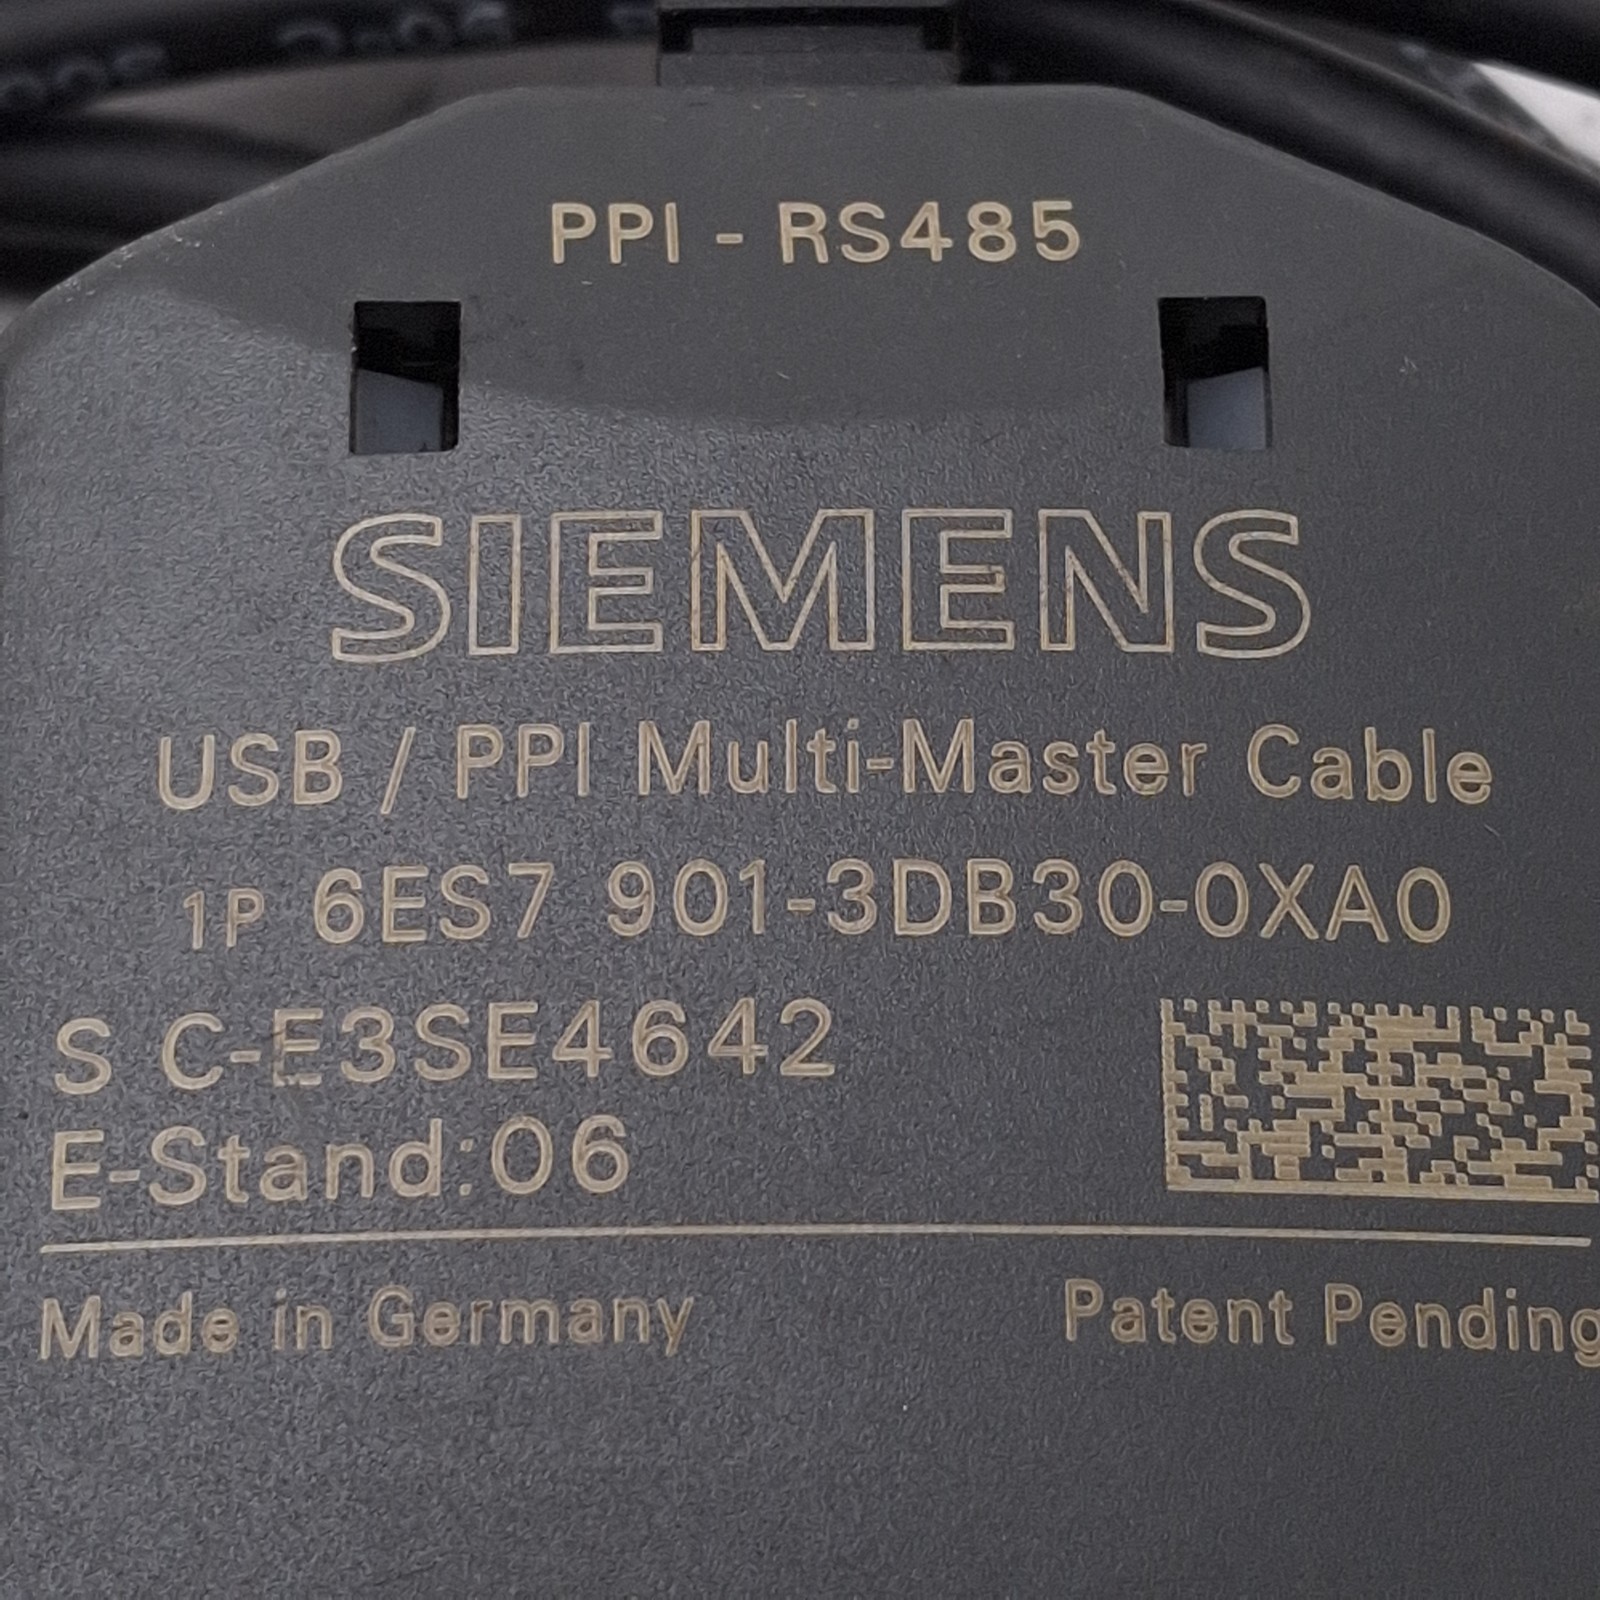 PPI - RS485
SIEMENS
USB / PPI Multi-Master Cable
1P 6ES7 901-3DB30-0XA0
S C-E3SE4642
E-Stand:06
Made in Germany Patent Pending